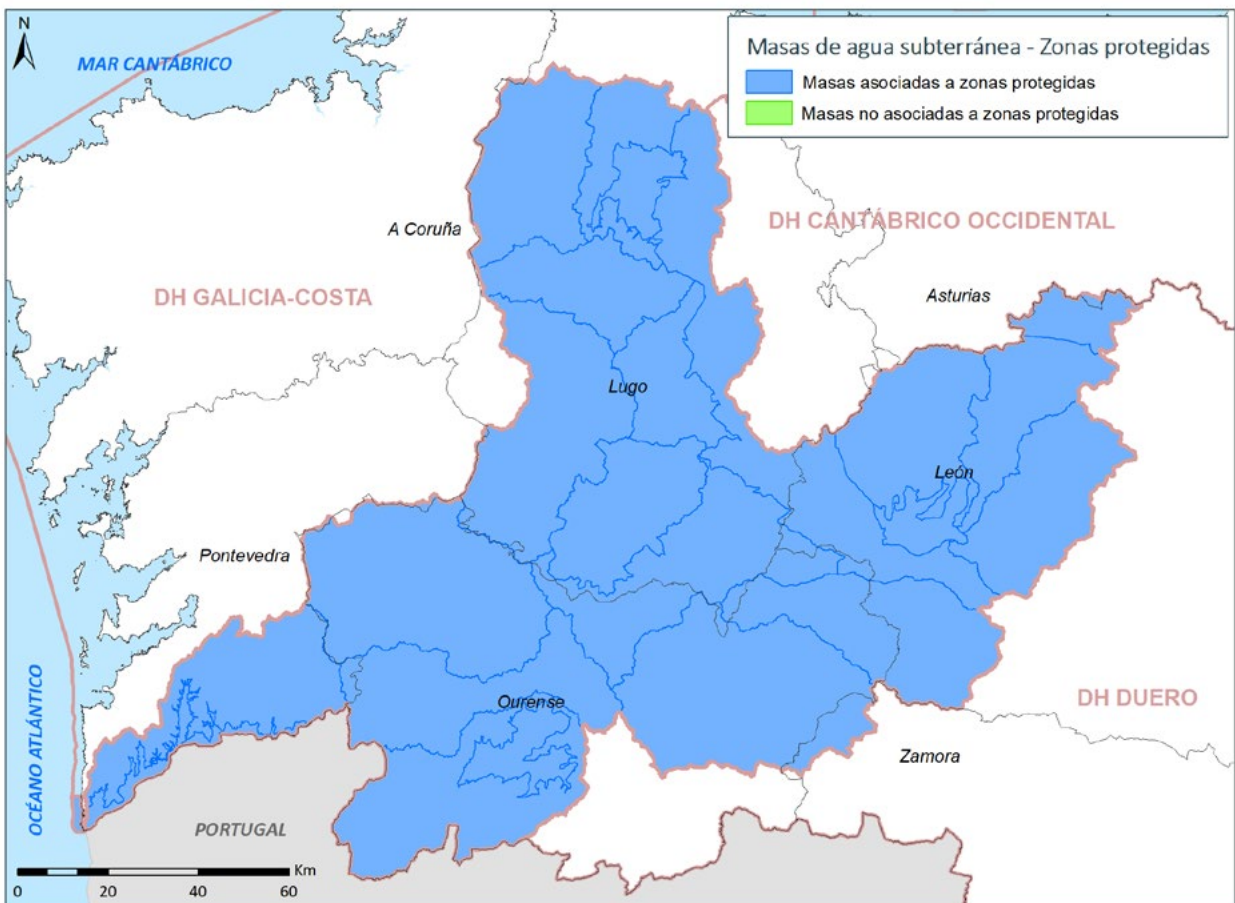 N
MAR CANTÁBRICO
Masas de agua subterránea - Zonas protegidas
Masas asociadas a zonas protegidas
Masas no asociadas a zonas protegidas
A Coruña
DH CANTÁBRICO OCCIDENTAL
DH GALICIA-COSTA
Asturias
Lugo
León
Pontevedra
OCÉANO ATLÁNTICO
Ourense
DH DUERO
Zamora
PORTUGAL
Km
0 20 40 60